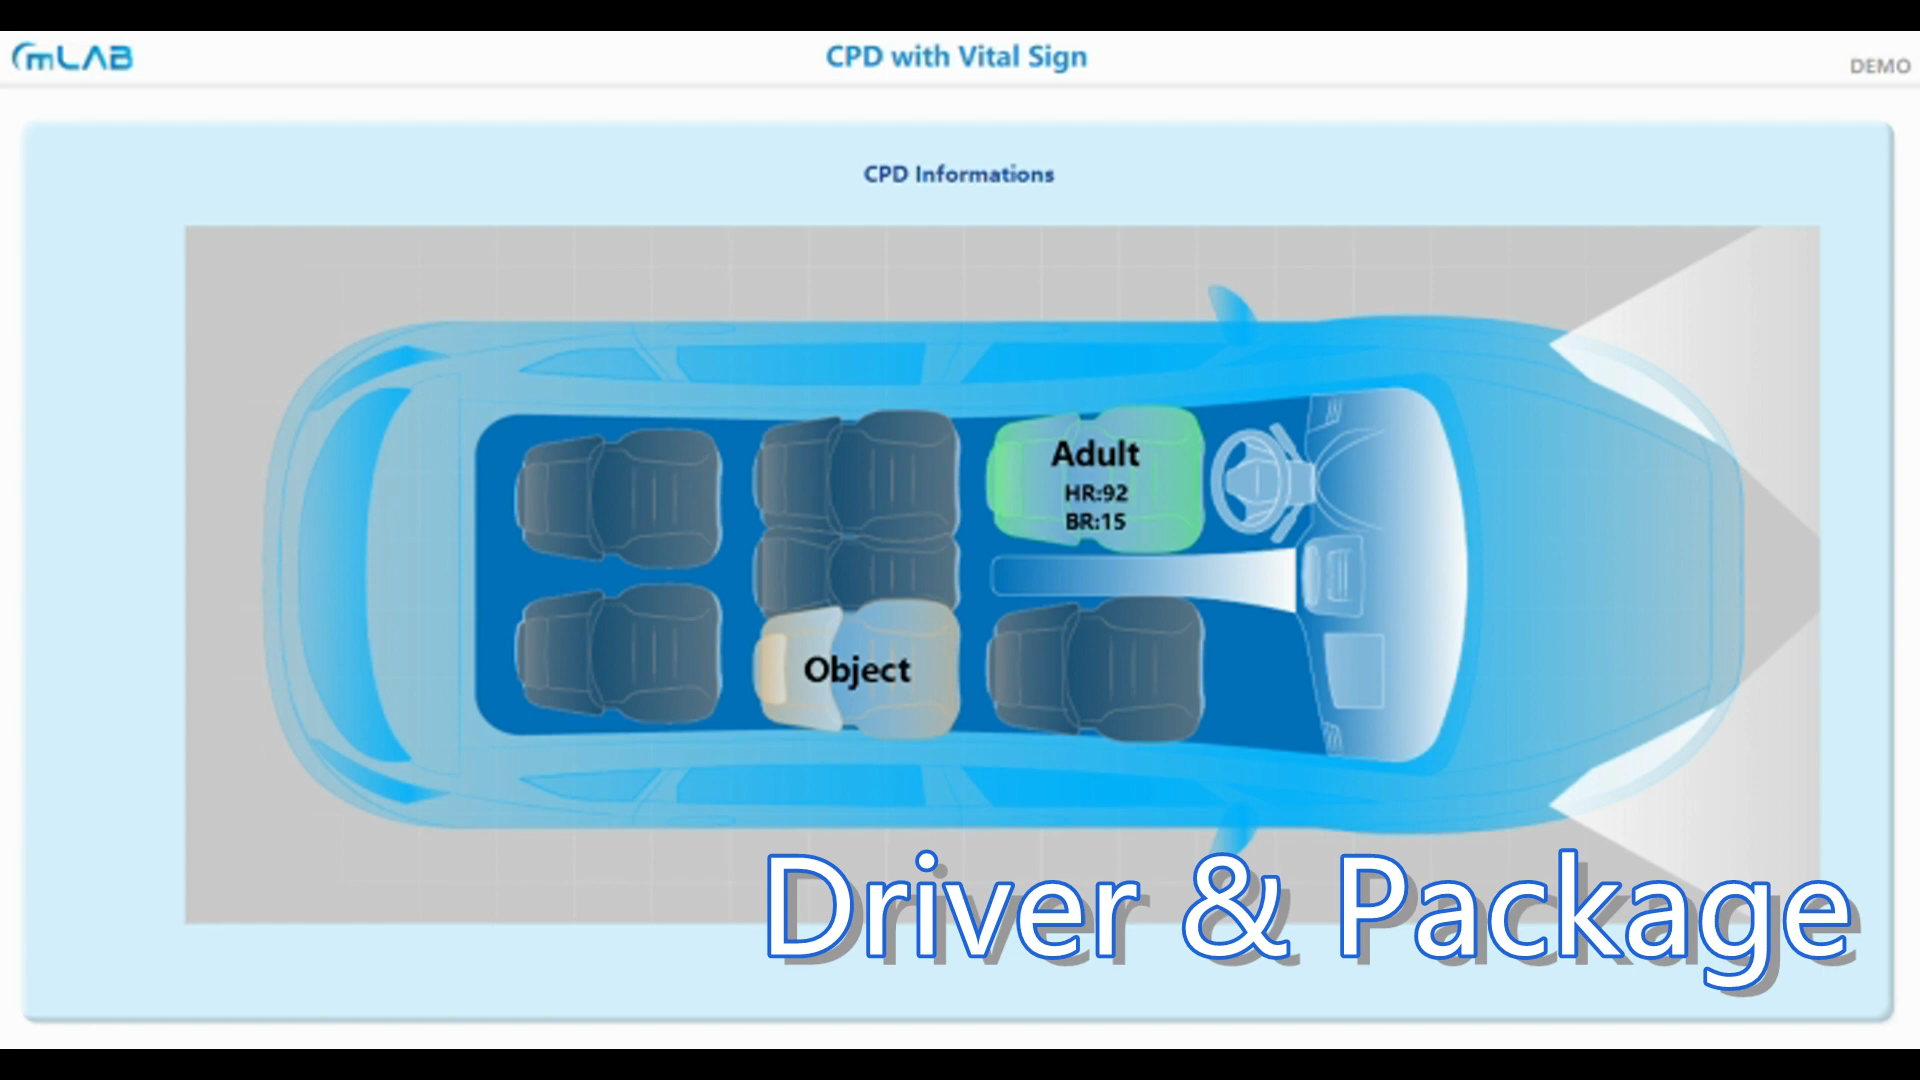 mLAB
CPD with Vital Sign
DEMO
CPD Informations
Adult
HR:92
BR:15
Object
Driver & Package